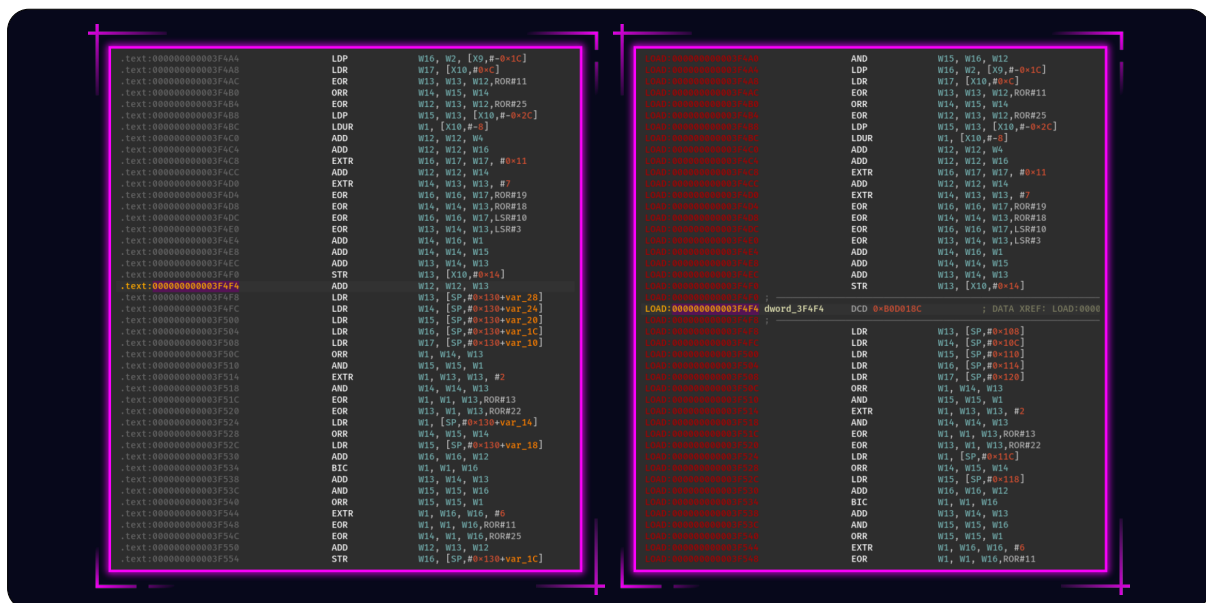 .text:000000000003F4A4 LDP W16, W2, [X9,#-0x1C]
.text:000000000003F4A8 LDR W17, [X10,#0xC]
.text:000000000003F4AC EOR W13, W13, W12,ROR#11
.text:000000000003F4B0 ORR W14, W15, W14
.text:000000000003F4B4 EOR W12, W13, W12,ROR#25
.text:000000000003F4B8 LDP W15, W13, [X10,#-0x2C]
.text:000000000003F4BC LDUR W1, [X10,#-8]
.text:000000000003F4C0 ADD W12, W12, W4
.text:000000000003F4C4 ADD W12, W12, W16
.text:000000000003F4C8 EXTR W16, W17, W17, #0x11
.text:000000000003F4CC ADD W12, W12, W14
.text:000000000003F4D0 EXTR W14, W13, W13, #7
.text:000000000003F4D4 EOR W16, W16, W17,ROR#19
.text:000000000003F4D8 EOR W14, W14, W13,ROR#18
.text:000000000003F4DC EOR W16, W16, W17,LSR#10
.text:000000000003F4E0 EOR W13, W14, W13,LSR#3
.text:000000000003F4E4 ADD W14, W16, W1
.text:000000000003F4E8 ADD W14, W14, W15
.text:000000000003F4EC ADD W13, W14, W13
.text:000000000003F4F0 STR W13, [X10,#0x14]
.text:000000000003F4F4 ADD W12, W12, W13
.text:000000000003F4F8 LDR W13, [SP,#0x130+var_28]
.text:000000000003F4FC LDR W14, [SP,#0x130+var_24]
.text:000000000003F500 LDR W15, [SP,#0x130+var_20]
.text:000000000003F504 LDR W16, [SP,#0x130+var_1C]
.text:000000000003F508 LDR W17, [SP,#0x130+var_10]
.text:000000000003F50C ORR W1, W14, W13
.text:000000000003F510 AND W15, W15, W1
.text:000000000003F514 EXTR W1, W13, W13, #2
.text:000000000003F518 AND W14, W14, W13
.text:000000000003F51C EOR W1, W1, W13,ROR#13
.text:000000000003F520 EOR W13, W1, W13,ROR#22
.text:000000000003F524 LDR W1, [SP,#0x130+var_14]
.text:000000000003F528 ORR W14, W15, W14
.text:000000000003F52C LDR W15, [SP,#0x130+var_18]
.text:000000000003F530 ADD W16, W16, W12
.text:000000000003F534 BIC W1, W1, W16
.text:000000000003F538 ADD W13, W14, W13
.text:000000000003F53C AND W15, W15, W16
.text:000000000003F540 ORR W15, W15, W1
.text:000000000003F544 EXTR W1, W16, W16, #6
.text:000000000003F548 EOR W1, W1, W16,ROR#11
.text:000000000003F54C EOR W14, W1, W16,ROR#25
.text:000000000003F550 ADD W12, W13, W12
.text:000000000003F554 STR W16, [SP,#0x130+var_1C]
AND W15, W16, W12
LDP W16, W2, [X9,#-0x1C]
LDR W17, [X10,#0xC]
EOR W13, W13, W12,ROR#11
ORR W14, W15, W14
EOR W12, W13, W12,ROR#25
LDP W15, W13, [X10,#-0x2C]
LDUR W1, [X10,#-8]
ADD W12, W12, W4
ADD W12, W12, W16
EXTR W16, W17, W17, #0x11
ADD W12, W12, W14
EXTR W14, W13, W13, #7
EOR W16, W16, W17,ROR#19
EOR W14, W14, W13,ROR#18
EOR W16, W16, W17,LSR#10
EOR W13, W14, W13,LSR#3
ADD W14, W16, W1
ADD W14, W14, W15
ADD W13, W14, W13
STR W13, [X10,#0x14]
LOAD:000000000003F4F4 dword_3F4F4 DCD 0xB0D018C ; DATA XREF: LOAD:0000
LDR W13, [SP,#0x108]
LDR W14, [SP,#0x10C]
LDR W15, [SP,#0x110]
LDR W16, [SP,#0x114]
LDR W17, [SP,#0x120]
ORR W1, W14, W13
AND W15, W15, W1
EXTR W1, W13, W13, #2
AND W14, W14, W13
EOR W1, W1, W13,ROR#13
EOR W13, W1, W13,ROR#22
LDR W1, [SP,#0x11C]
ORR W14, W15, W14
LDR W15, [SP,#0x118]
ADD W16, W16, W12
BIC W1, W1, W16
ADD W13, W14, W13
AND W15, W15, W16
ORR W15, W15, W1
EXTR W1, W16, W16, #6
EOR W1, W1, W16,ROR#11